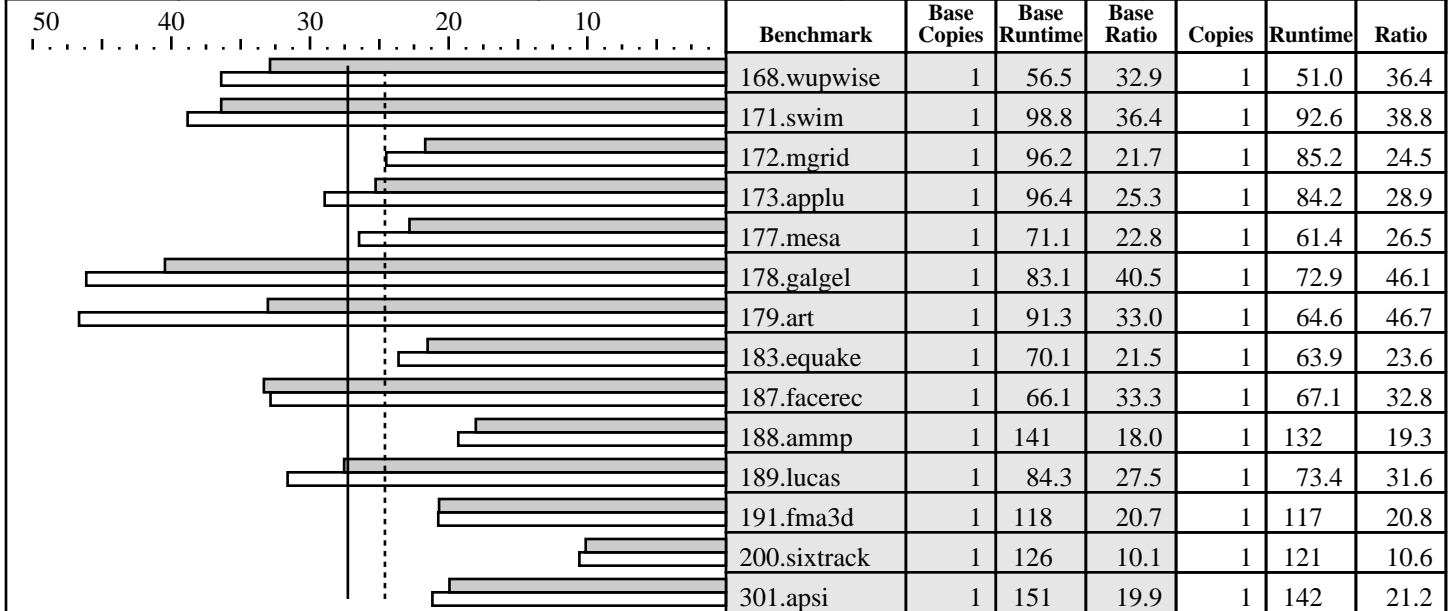 50 40 30 20 10
Benchmark Base Copies Base Runtime Base Ratio Copies Runtime Ratio
168.wupwise 1 56.5 32.9 1 51.0 36.4
171.swim 1 98.8 36.4 1 92.6 38.8
172.mgrid 1 96.2 21.7 1 85.2 24.5
173.applu 1 96.4 25.3 1 84.2 28.9
177.mesa 1 71.1 22.8 1 61.4 26.5
178.galgel 1 83.1 40.5 1 72.9 46.1
179.art 1 91.3 33.0 1 64.6 46.7
183.equake 1 70.1 21.5 1 63.9 23.6
187.facerec 1 66.1 33.3 1 67.1 32.8
188.ammp 1 141 18.0 1 132 19.3
189.lucas 1 84.3 27.5 1 73.4 31.6
191.fma3d 1 118 20.7 1 117 20.8
200.sixtrack 1 126 10.1 1 121 10.6
301.apsi 1 151 19.9 1 142 21.2